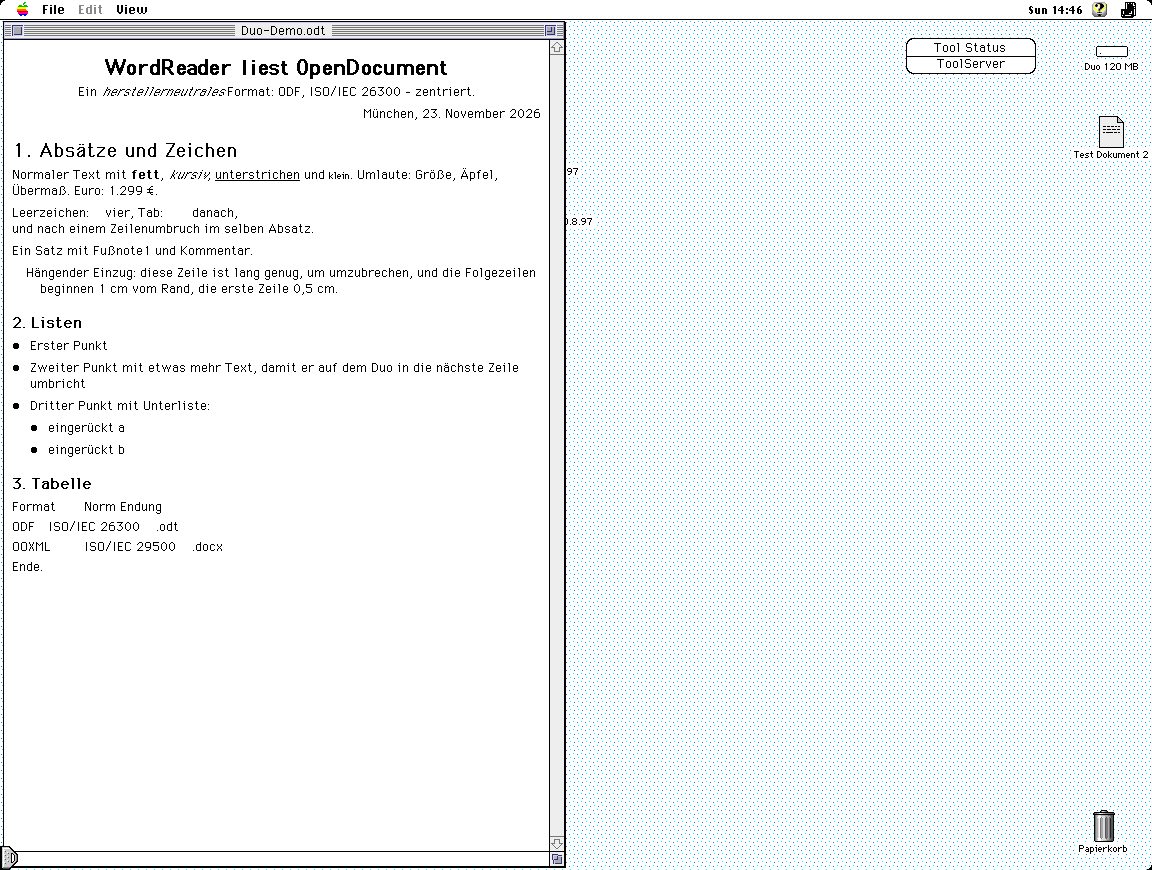 File Edit View
Sun 14:46
Duo-Demo.odt
WordReader liest OpenDocument
Ein herstellerneutrales Format: ODF, ISO/IEC 26300 - zentriert.
München, 23. November 2026
1. Absätze und Zeichen
Normaler Text mit fett, kursiv, unterstrichen und klein. Umlaute: Größe, Äpfel,
Übermaß. Euro: 1.299 €.
Leerzeichen:    vier, Tab:    danach,
und nach einem Zeilenumbruch im selben Absatz.
Ein Satz mit Fußnote1 und Kommentar.
Hängender Einzug: diese Zeile ist lang genug, um umzubrechen, und die Folgezeilen
beginnen 1 cm vom Rand, die erste Zeile 0,5 cm.
2. Listen
• Erster Punkt
• Zweiter Punkt mit etwas mehr Text, damit er auf dem Duo in die nächste Zeile
umbricht
• Dritter Punkt mit Unterliste:
• eingerückt a
• eingerückt b
3. Tabelle
Format Norm Endung
ODF ISO/IEC 26300 .odt
OOXML ISO/IEC 29500 .docx
Ende.
97
.8.97
Tool Status
ToolServer
Duo 120 MB
Test Dokument 2
Papierkorb